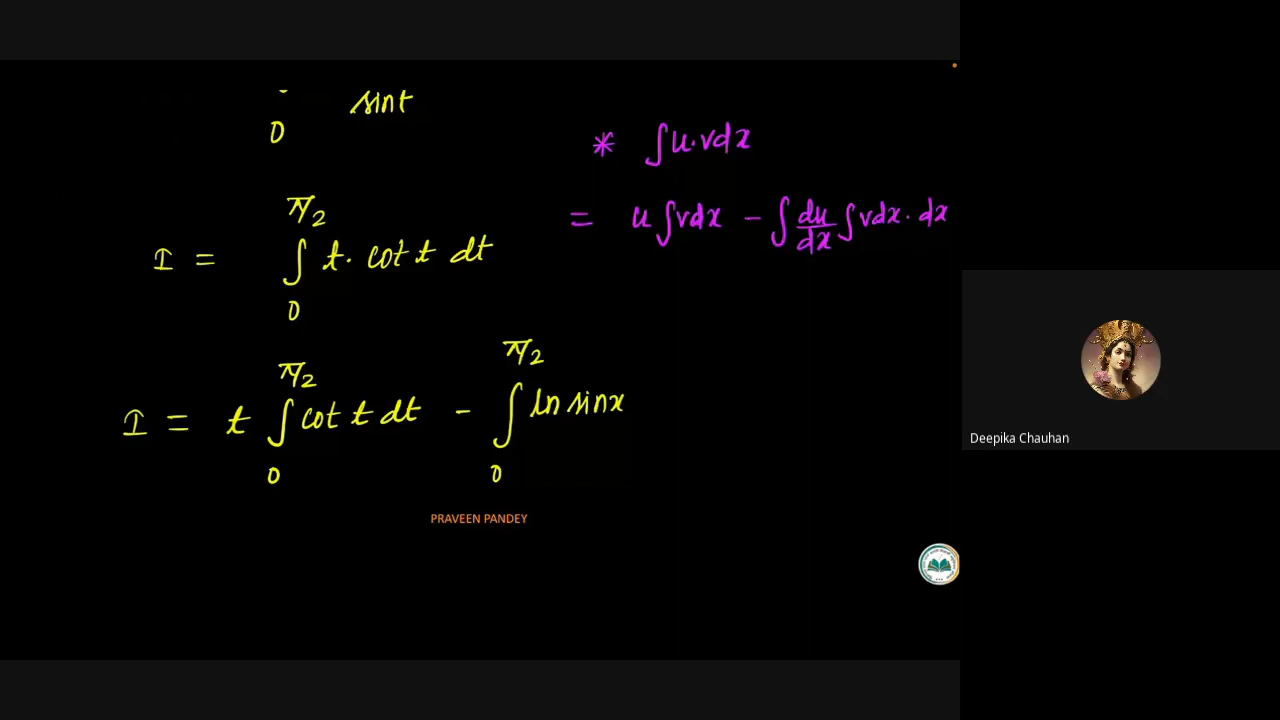 0 sint
* ∫u·vdx
= u∫vdx − ∫du/dx∫vdx·dx
π/2
I = ∫ t· cot t dt
0
π/2 π/2
I = t ∫ cot t dt − ∫ ln sinx
0 0
PRAVEEN PANDEY
Deepika Chauhan